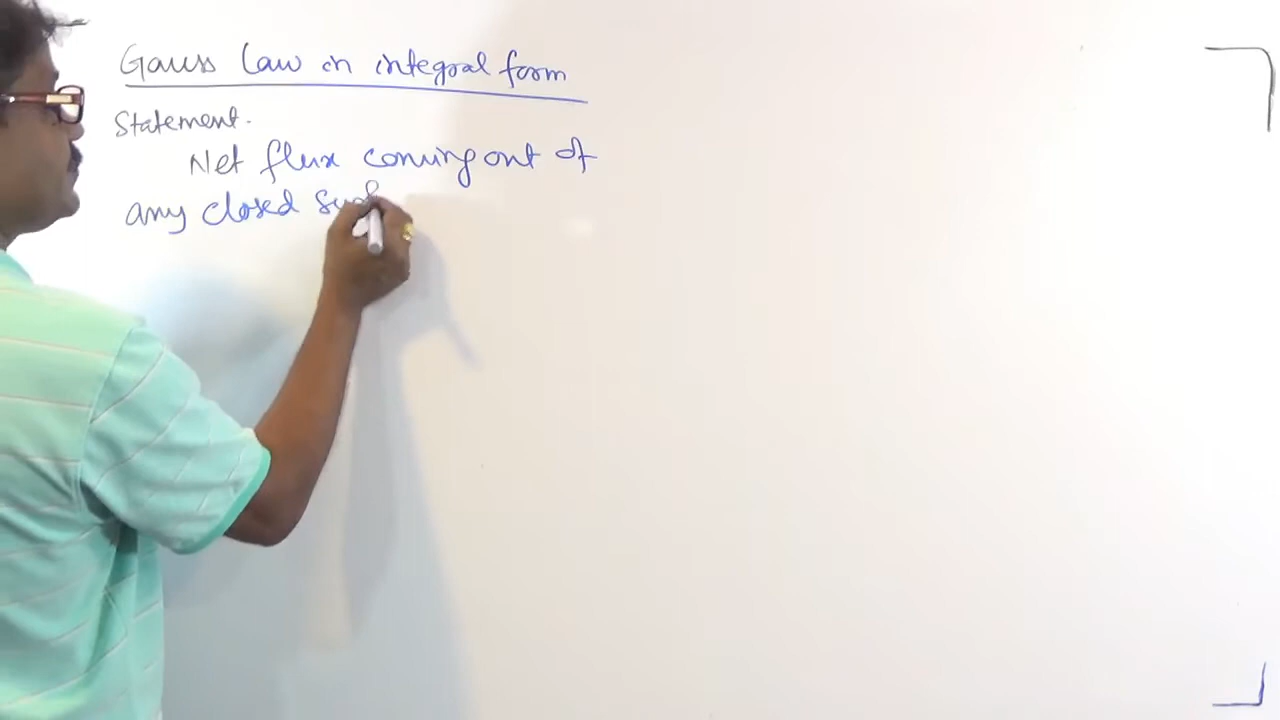 Gauss Law in integral form
Statement.
Net flux coming out of
any closed